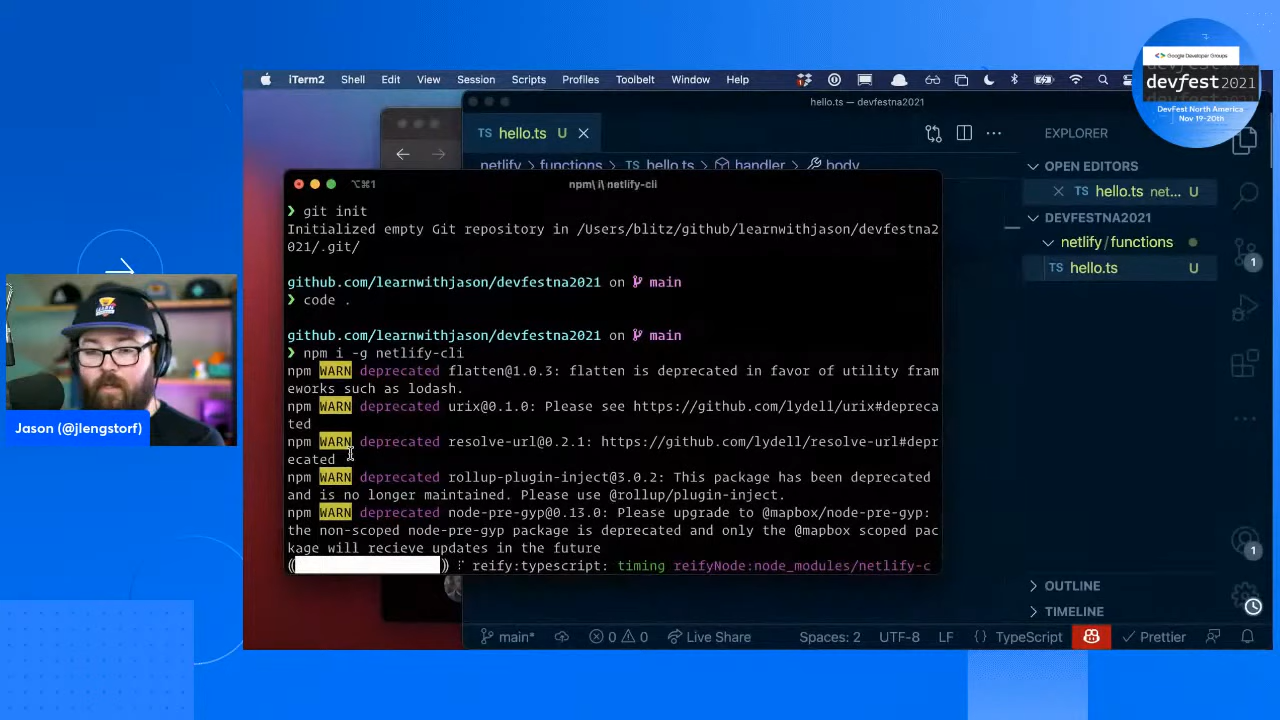 Google Developer Groups
devfest 2021
DevFest North America
Nov 19-20th
iTerm2 Shell Edit View Session Scripts Profiles Toolbelt Window Help
hello.ts — devfestna2021
TS hello.ts U
netlify functions TS hello.ts handler body
EXPLORER
OPEN EDITORS
TS hello.ts net... U
DEVFESTNA2021
netlify/functions
TS hello.ts U
OUTLINE
TIMELINE
⌥⌘1 npm\ i\ netlify-cli
❯ git init
Initialized empty Git repository in /Users/blitz/github/learnwithjason/devfestna2
021/.git/
github.com/learnwithjason/devfestna2021 on main
❯ code .
github.com/learnwithjason/devfestna2021 on main
❯ npm i -g netlify-cli
npm WARN deprecated flatten@1.0.3: flatten is deprecated in favor of utility fram
eworks such as lodash.
npm WARN deprecated urix@0.1.0: Please see https://github.com/lydell/urix#depreca
ted
npm WARN deprecated resolve-url@0.2.1: https://github.com/lydell/resolve-url#depr
ecated
npm WARN deprecated rollup-plugin-inject@3.0.2: This package has been deprecated
and is no longer maintained. Please use @rollup/plugin-inject.
npm WARN deprecated node-pre-gyp@0.13.0: Please upgrade to @mapbox/node-pre-gyp:
the non-scoped node-pre-gyp package is deprecated and only the @mapbox scoped pac
kage will recieve updates in the future
() ⠏ reify:typescript: timing reifyNode:node_modules/netlify-c
1
1
main* 0 0 Live Share Spaces: 2 UTF-8 LF {} TypeScript Prettier
Jason (@jlengstorf)